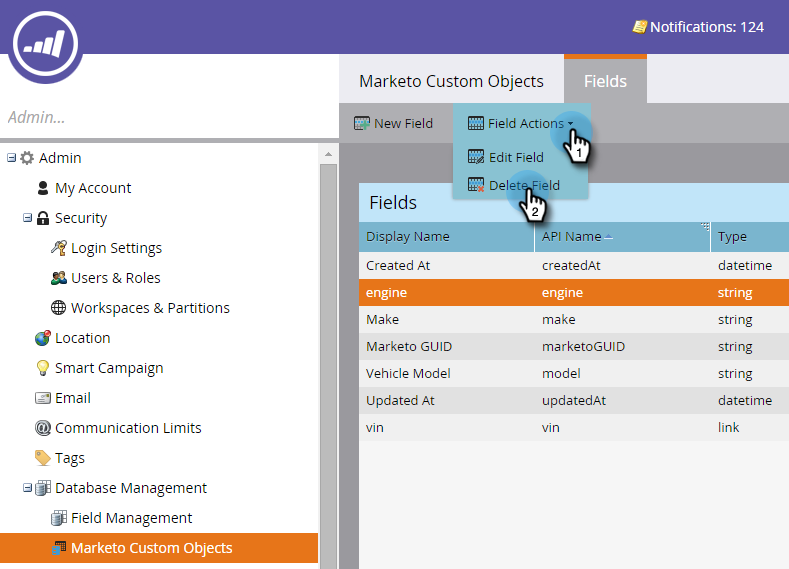 Notifications: 124
Marketo Custom Objects Fields
Admin...
New Field Field Actions
1
Edit Field
Delete Field
2
Admin
My Account
Security
Login Settings
Users & Roles
Workspaces & Partitions
Location
Smart Campaign
Email
Communication Limits
Tags
Database Management
Field Management
Marketo Custom Objects
Fields
Display Name API Name Type
Created At createdAt datetime
engine engine string
Make make string
Marketo GUID marketoGUID string
Vehicle Model model string
Updated At updatedAt datetime
vin vin link